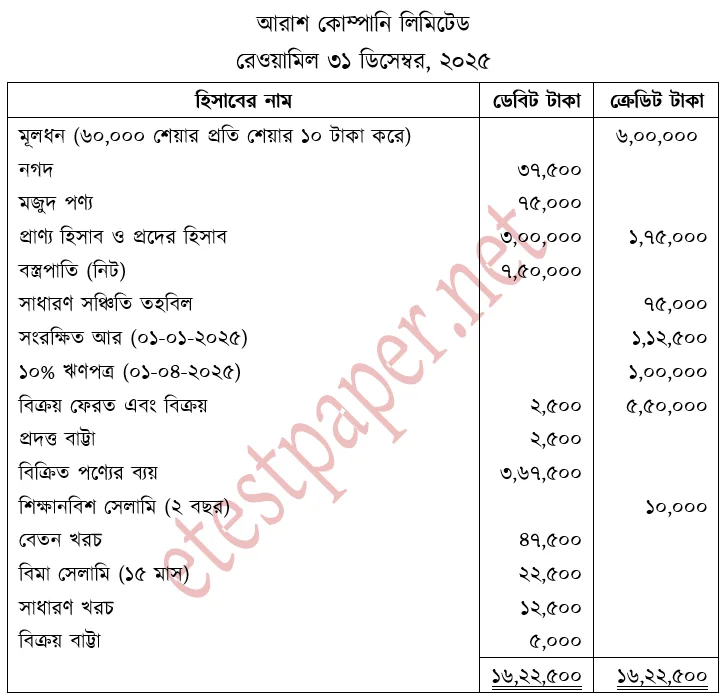 আরাশ কোম্পানি লিমিটেড
রেওয়ামিল ৩১ ডিসেম্বর, ২০২৫
হিসাবের নাম ডেবিট টাকা ক্রেডিট টাকা
মূলধন (৬০,০০০ শেয়ার প্রতি শেয়ার ১০ টাকা করে) ৬,০০,০০০
নগদ ৩৭,৫০০
মজুদ পণ্য ৭৫,০০০
প্রাণ্য হিসাব ও প্রদের হিসাব ৩,০০,০০০ ১,৭৫,০০০
বস্ত্রপাতি (নিট) ৭,৫০,০০০
সাধারণ সঞ্চিতি তহবিল ৭৫,০০০
সংরক্ষিত আর (০১-০১-২০২৫) ১,১২,৫০০
১০% ঋণপত্র (০১-০৪-২০২৫) ১,০০,০০০
বিক্রয় ফেরত এবং বিক্রয় ২,৫০০ ৫,৫০,০০০
প্রদত্ত বাট্টা ২,৫০০
বিক্রিত পণ্যের ব্যয় ৩,৬৭,৫০০
শিক্ষানবিশ সেলামি (২ বছর) ১০,০০০
বেতন খরচ ৪৭,৫০০
বিমা সেলামি (১৫ মাস) ২২,৫০০
সাধারণ খরচ ১২,৫০০
বিক্রয় বাট্টা ৫,০০০
১৬,২২,৫০০ ১৬,২২,৫০০
etestpaper.net